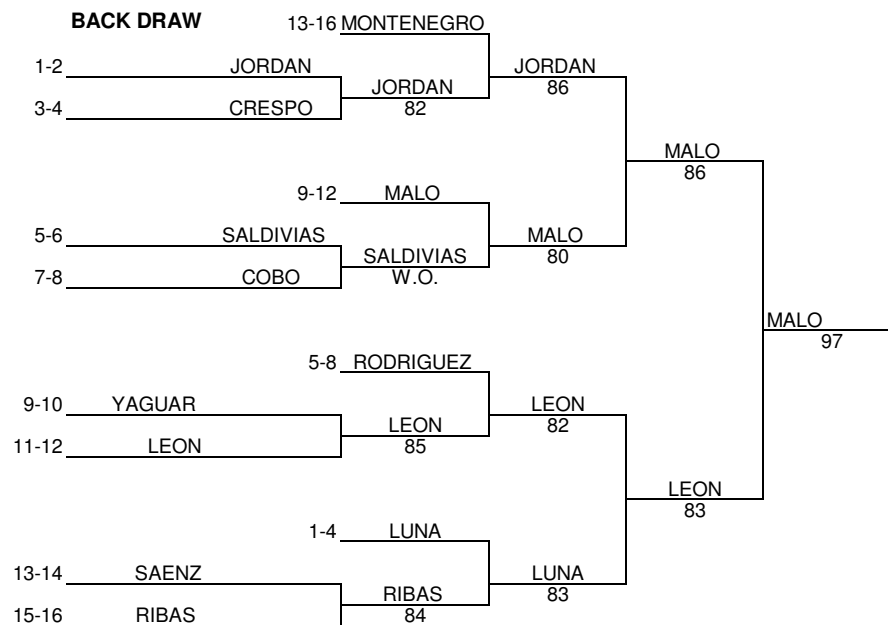 BACK DRAW
13-16 MONTENEGRO
1-2 JORDAN JORDAN
JORDAN 86
3-4 CRESPO 82
MALO
86
9-12 MALO
5-6 SALDIVIAS MALO
SALDIVIAS 80
7-8 COBO W.O.
MALO
97
5-8 RODRIGUEZ
9-10 YAGUAR LEON
LEON 82
11-12 LEON 85
LEON
83
1-4 LUNA
13-14 SAENZ LUNA
RIBAS 83
15-16 RIBAS 84